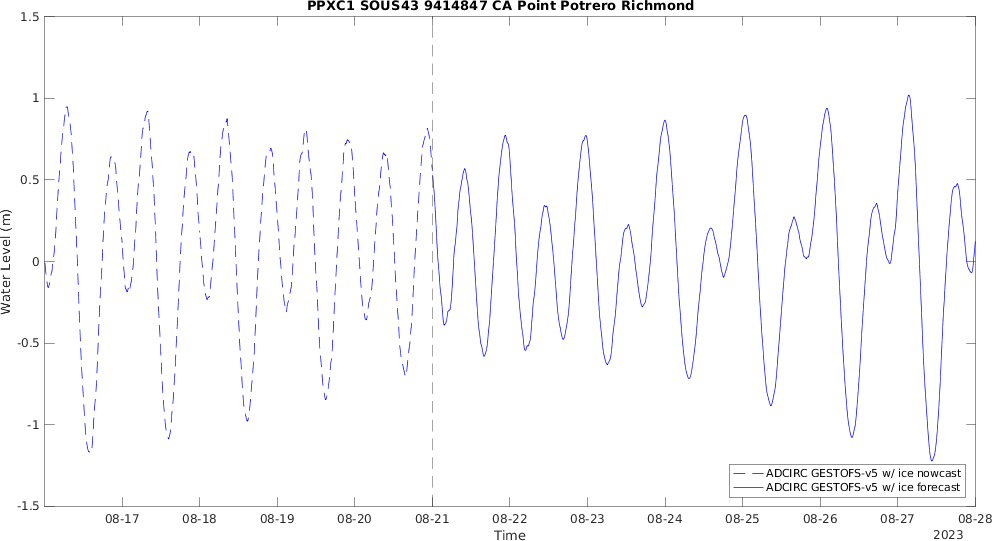 PPXC1 SOUS43 9414847 CA Point Potrero Richmond
1.5
1
0.5
0
-0.5
-1
-1.5
Water Level (m)
08-17 08-18 08-19 08-20 08-21 08-22 08-23 08-24 08-25 08-26 08-27 08-28
Time
2023
ADCIRC GESTOFS-v5 w/ ice nowcast
ADCIRC GESTOFS-v5 w/ ice forecast